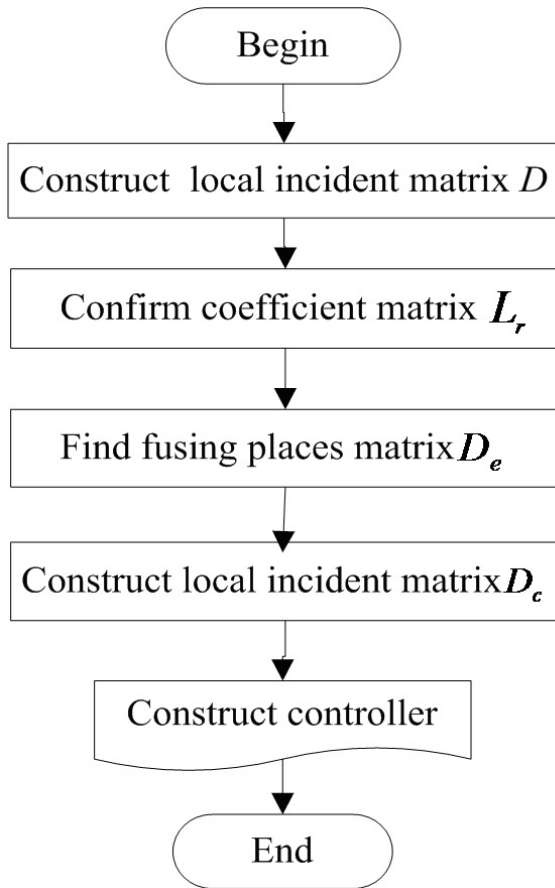 Begin
Construct local incident matrix D
Confirm coefficient matrix L_r
Find fusing places matrix D_e
Construct local incident matrix D_c
Construct controller
End